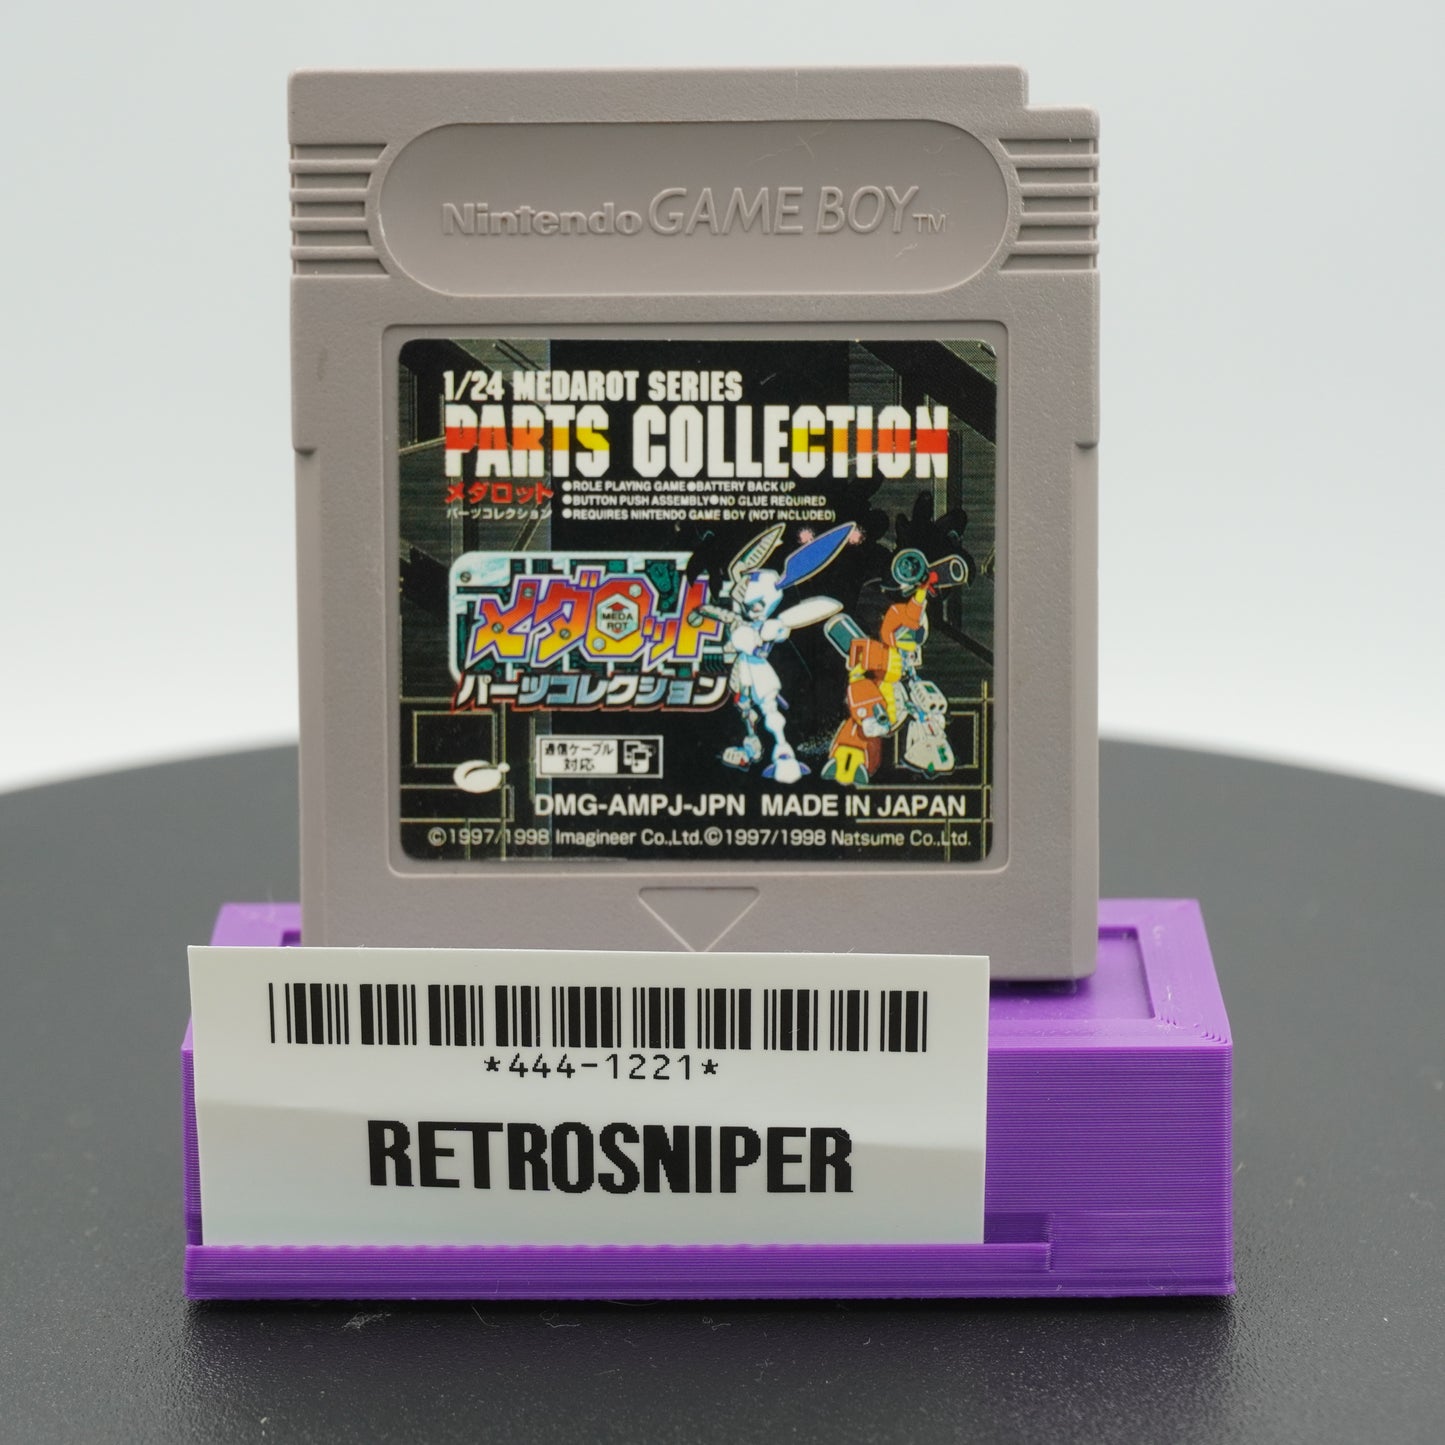 Nintendo GAME BOY TM
1/24 MEDAROT SERIES
PARTS COLLECTION
メダロット
パーツコレクション
●ROLE PLAYING GAME●BATTERY BACK UP
●BUTTON PUSH ASSEMBLY●NO GLUE REQUIRED
●REQUIRES NINTENDO GAME BOY (NOT INCLUDED)
メダロット
MEDA
ROT
パーツコレクション
通信ケーブル
対応
DMG-AMPJ-JPN MADE IN JAPAN
©1997/1998 Imagineer Co.,Ltd.©1997/1998 Natsume Co.,Ltd.
*444-1221*
RETROSNIPER